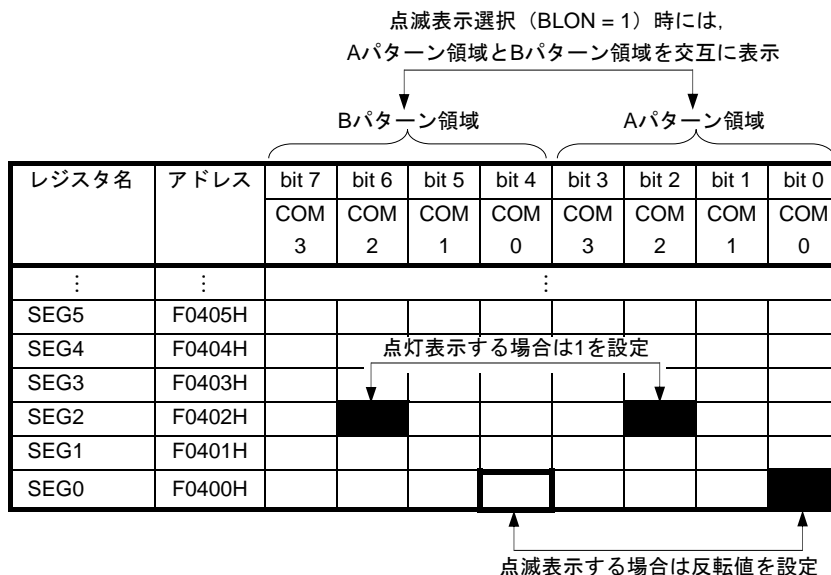 点滅表示選択（BLON = 1）時には,
Aパターン領域とBパターン領域を交互に表示
Bパターン領域 Aパターン領域
レジスタ名 アドレス bit 7 bit 6 bit 5 bit 4 bit 3 bit 2 bit 1 bit 0
COM COM COM COM COM COM COM COM
3 2 1 0 3 2 1 0
⋮ ⋮ ⋮
SEG5 F0405H
SEG4 F0404H 点灯表示する場合は1を設定
SEG3 F0403H
SEG2 F0402H
SEG1 F0401H
SEG0 F0400H
点滅表示する場合は反転値を設定